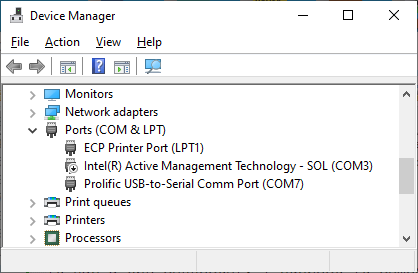 Device Manager
File Action View Help
Monitors
Network adapters
Ports (COM & LPT)
ECP Printer Port (LPT1)
Intel(R) Active Management Technology - SOL (COM3)
Prolific USB-to-Serial Comm Port (COM7)
Print queues
Printers
Processors